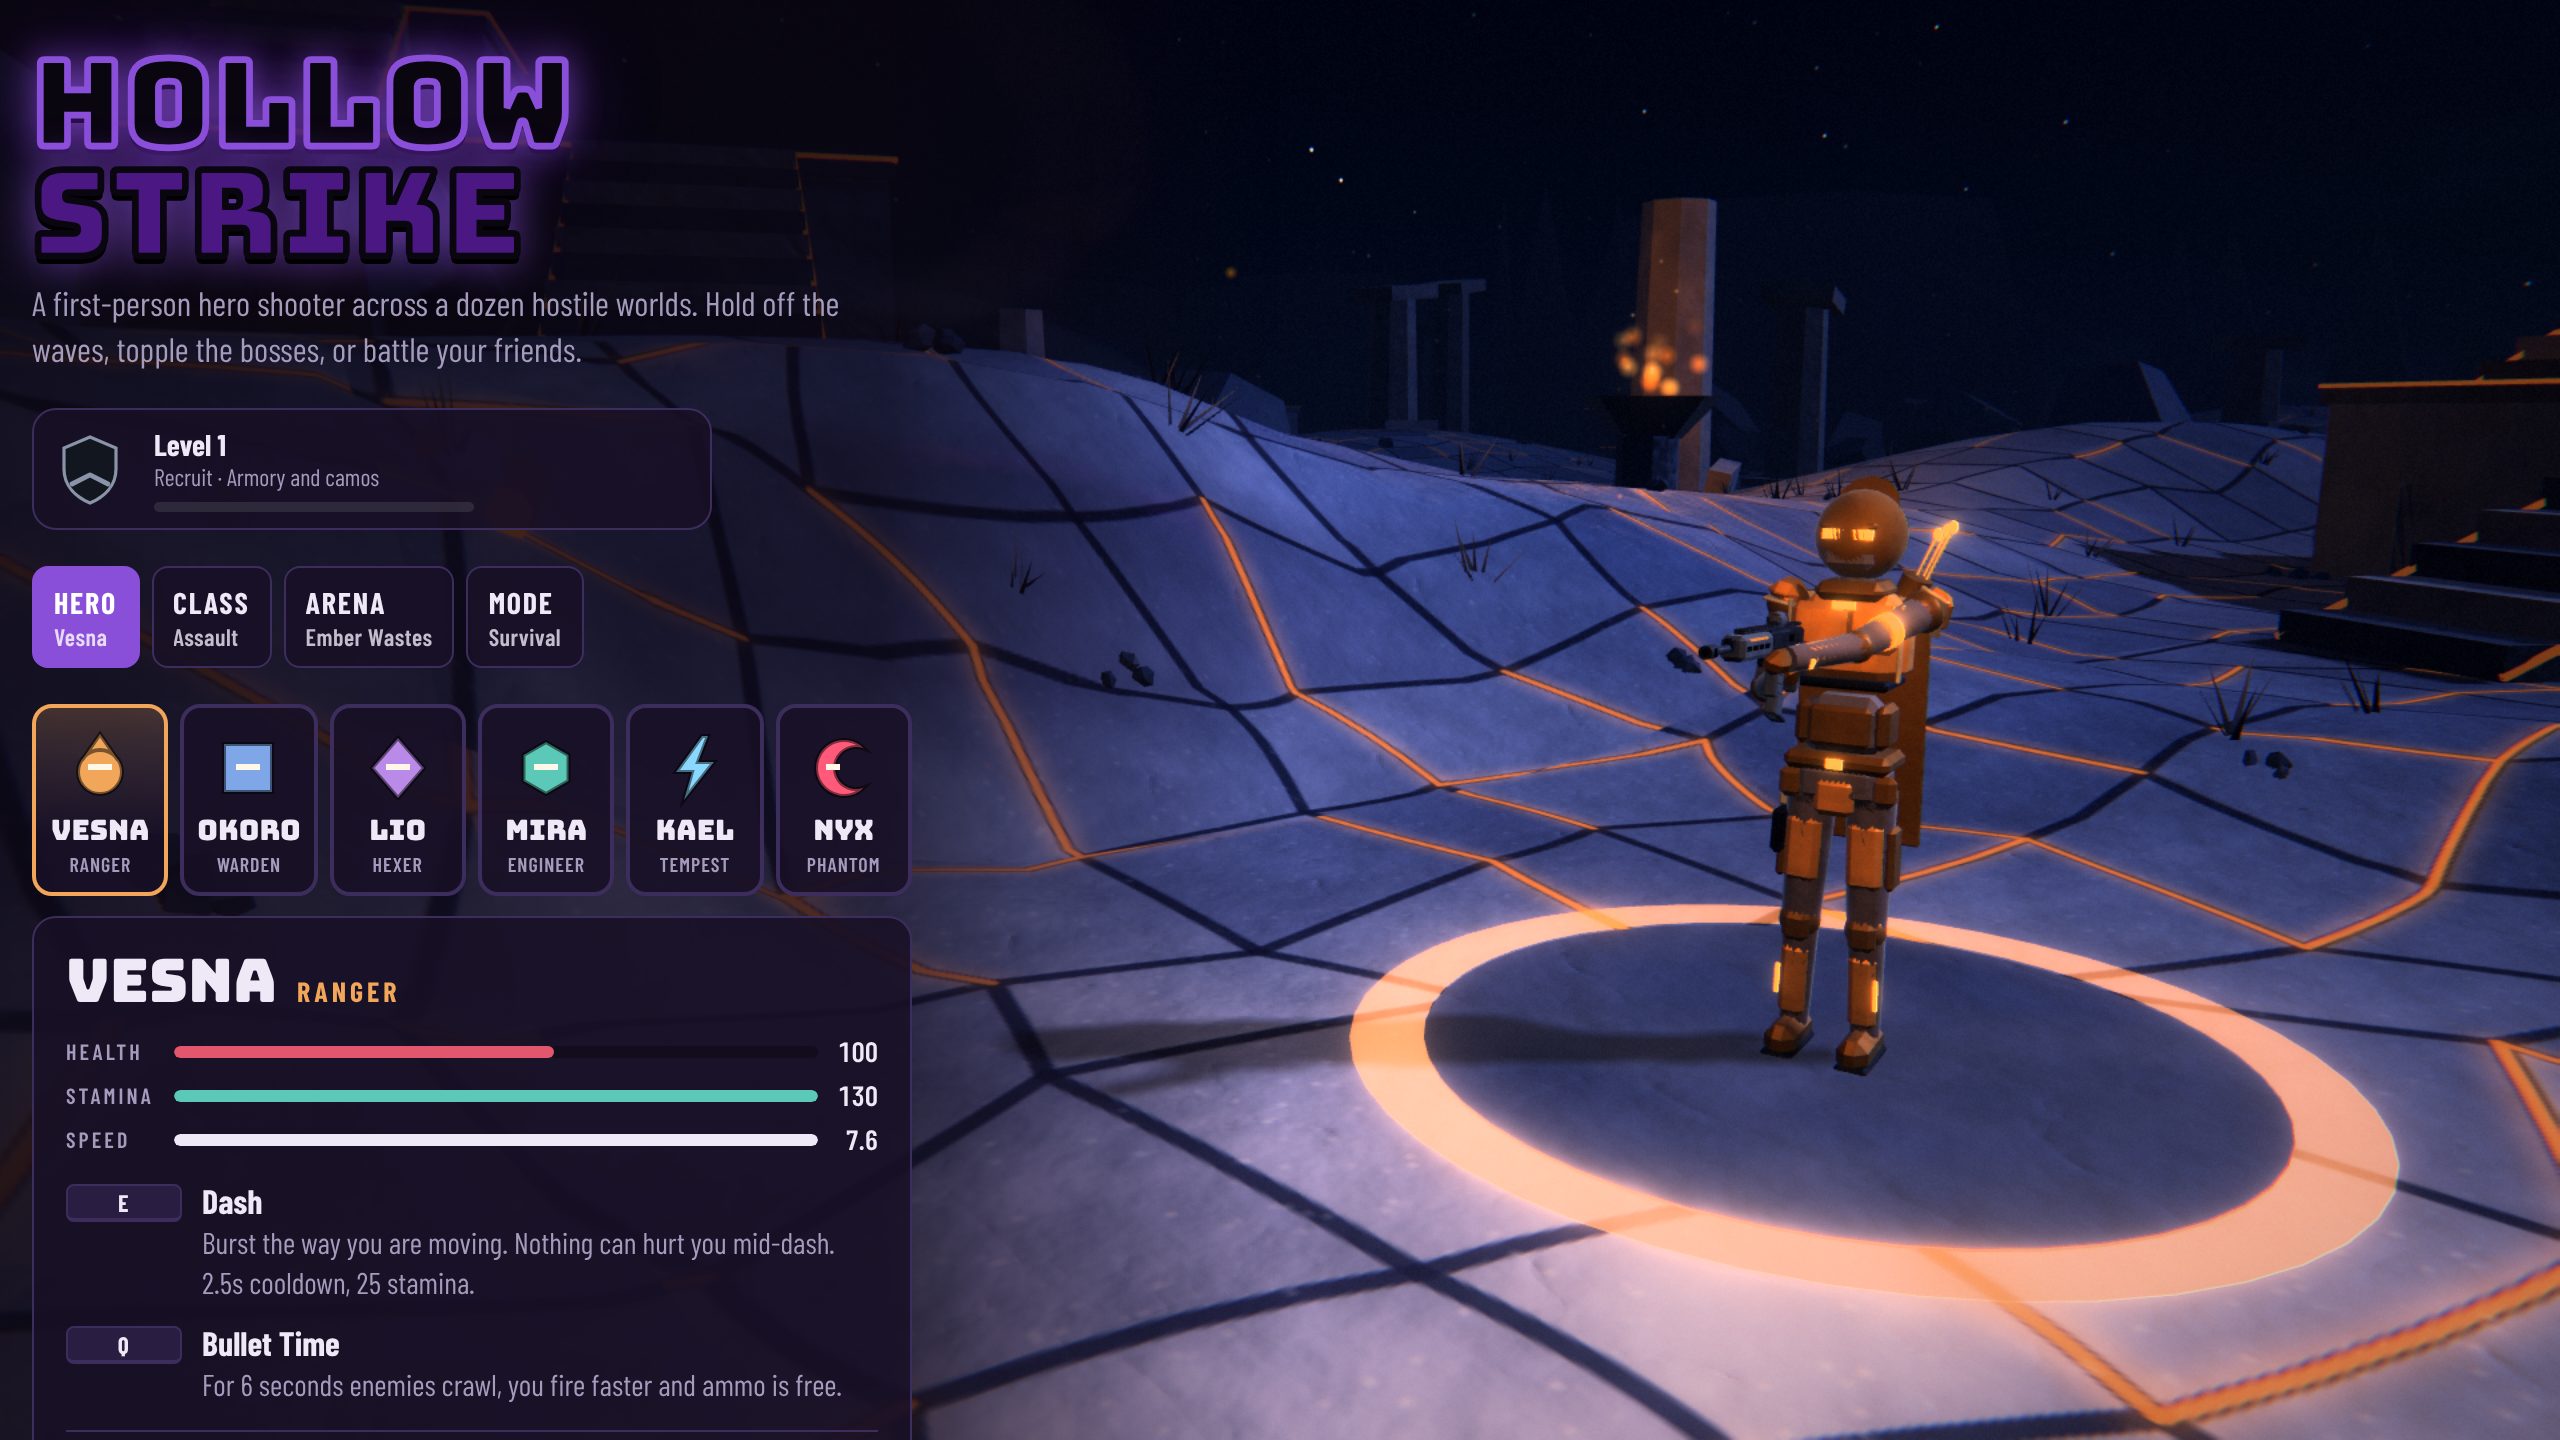 HOLLOW
STRIKE
A first-person hero shooter across a dozen hostile worlds. Hold off the
waves, topple the bosses, or battle your friends.
Level 1
Recruit · Armory and camos
HERO
Vesna
CLASS
Assault
ARENA
Ember Wastes
MODE
Survival
VESNA
RANGER
OKORO
WARDEN
LIO
HEXER
MIRA
ENGINEER
KAEL
TEMPEST
NYX
PHANTOM
VESNA RANGER
HEALTH 100
STAMINA 130
SPEED 7.6
E Dash
Burst the way you are moving. Nothing can hurt you mid-dash.
2.5s cooldown, 25 stamina.
Q Bullet Time
For 6 seconds enemies crawl, you fire faster and ammo is free.